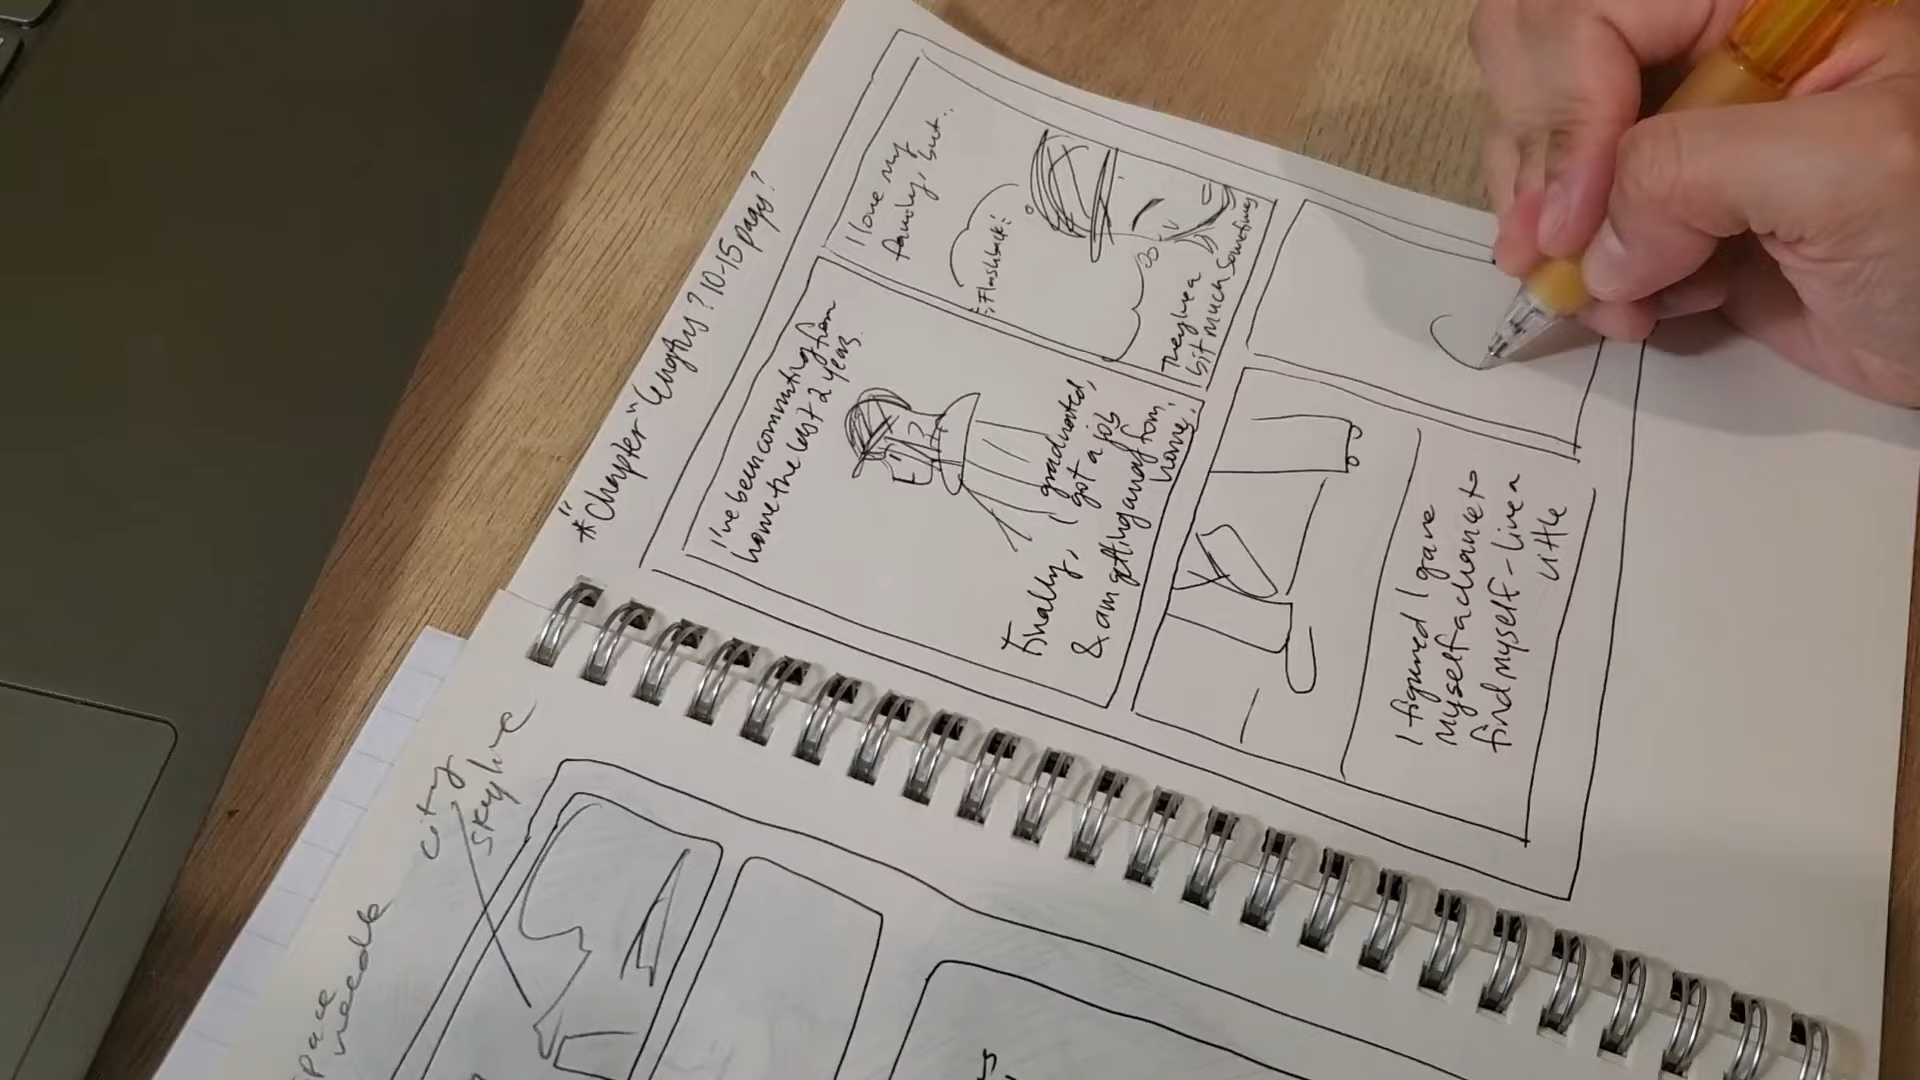 *"Chapter" lengths? 10-15 pages?
I've been commuting from
home the last 2 years.
Finally, I graduated,
got a job
& am getting away from
home.
I love my
family, but.
Flashback:
They're a
bit much sometimes
I figured I gave
myself a chance to
find myself - live a
little
city
skyline
space
needle